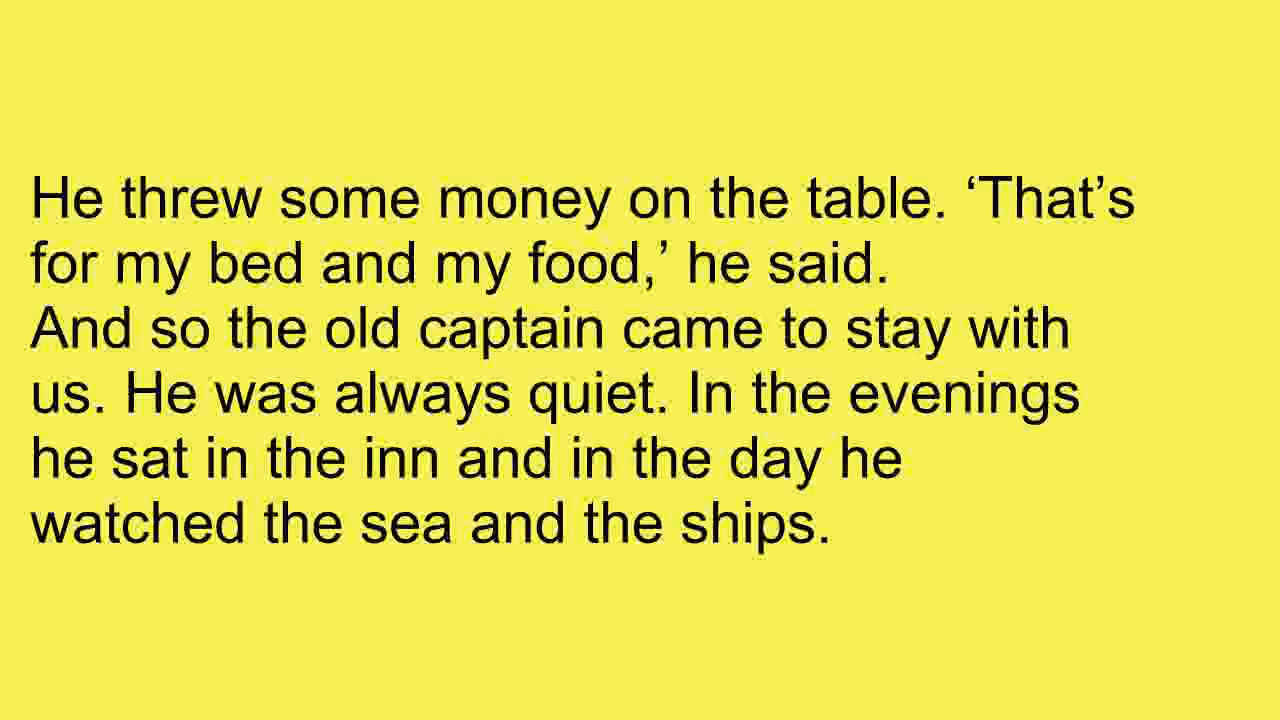 He threw some money on the table. ‘That’s
for my bed and my food,’ he said.
And so the old captain came to stay with
us. He was always quiet. In the evenings
he sat in the inn and in the day he
watched the sea and the ships.